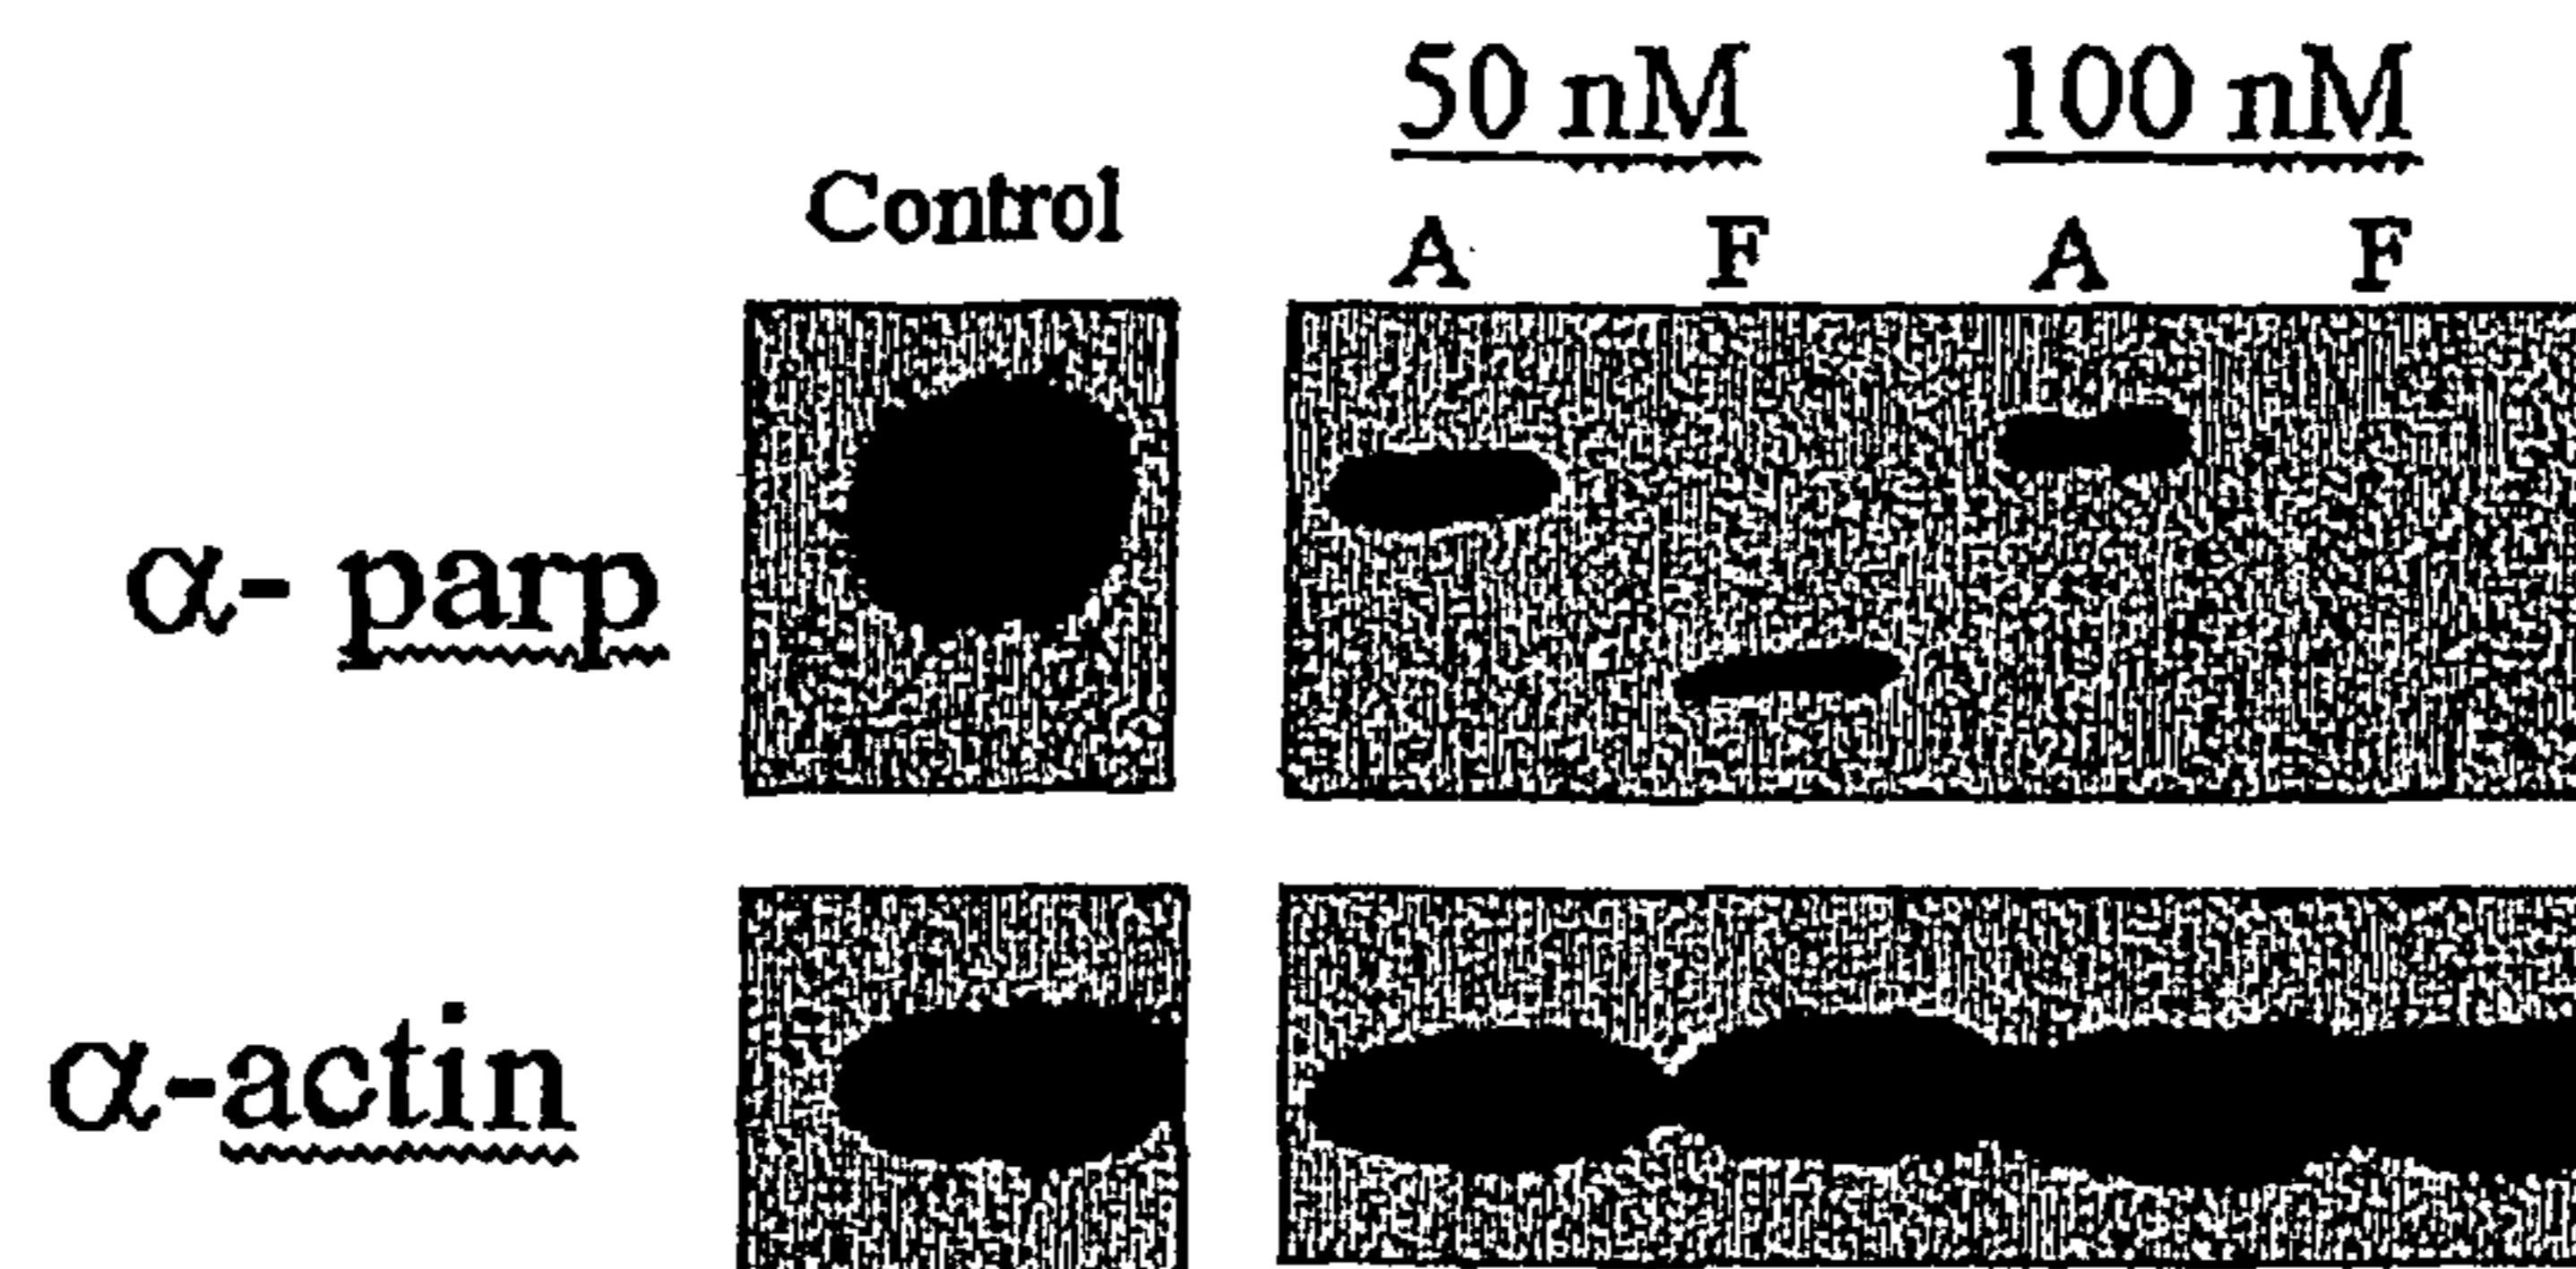 50 nM 100 nM
Control
A F A F
α- parp
α-actin